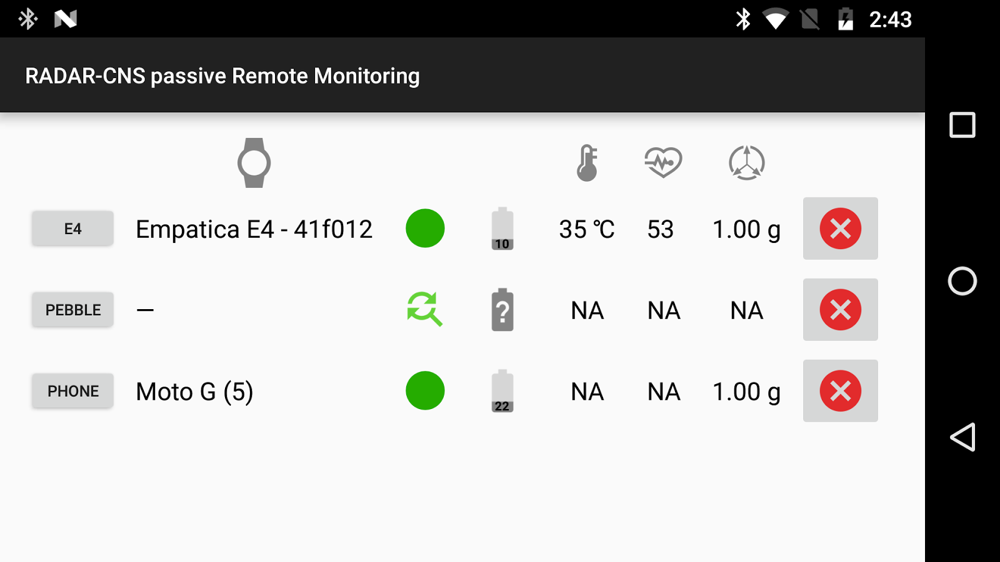 2:43
RADAR-CNS passive Remote Monitoring
E4 Empatica E4 - 41f012 10 35 °C 53 1.00 g
PEBBLE — ? NA NA NA
PHONE Moto G (5) 22 NA NA 1.00 g